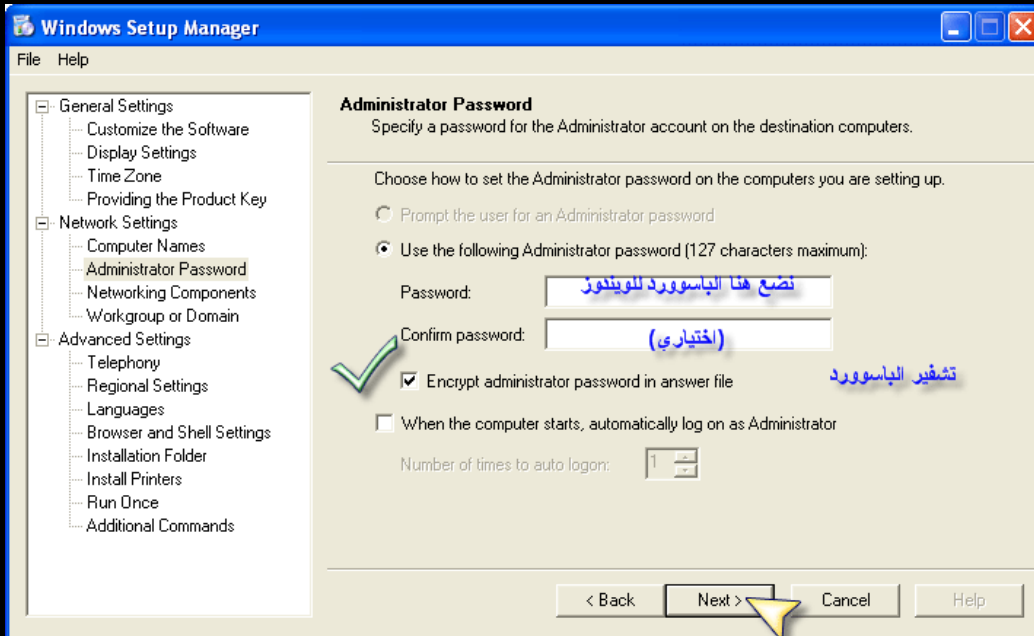 Windows Setup Manager
File Help
General Settings
Customize the Software
Display Settings
Time Zone
Providing the Product Key
Network Settings
Computer Names
Administrator Password
Networking Components
Workgroup or Domain
Advanced Settings
Telephony
Regional Settings
Languages
Browser and Shell Settings
Installation Folder
Install Printers
Run Once
Additional Commands
Administrator Password
Specify a password for the Administrator account on the destination computers.
Choose how to set the Administrator password on the computers you are setting up.
Prompt the user for an Administrator password
Use the following Administrator password (127 characters maximum):
Password: نضع هنا الباسوورد للويندوز
Confirm password: (اختياري)
Encrypt administrator password in answer file تشفير الباسوورد
When the computer starts, automatically log on as Administrator
Number of times to auto logon: 1
< Back Next > Cancel Help